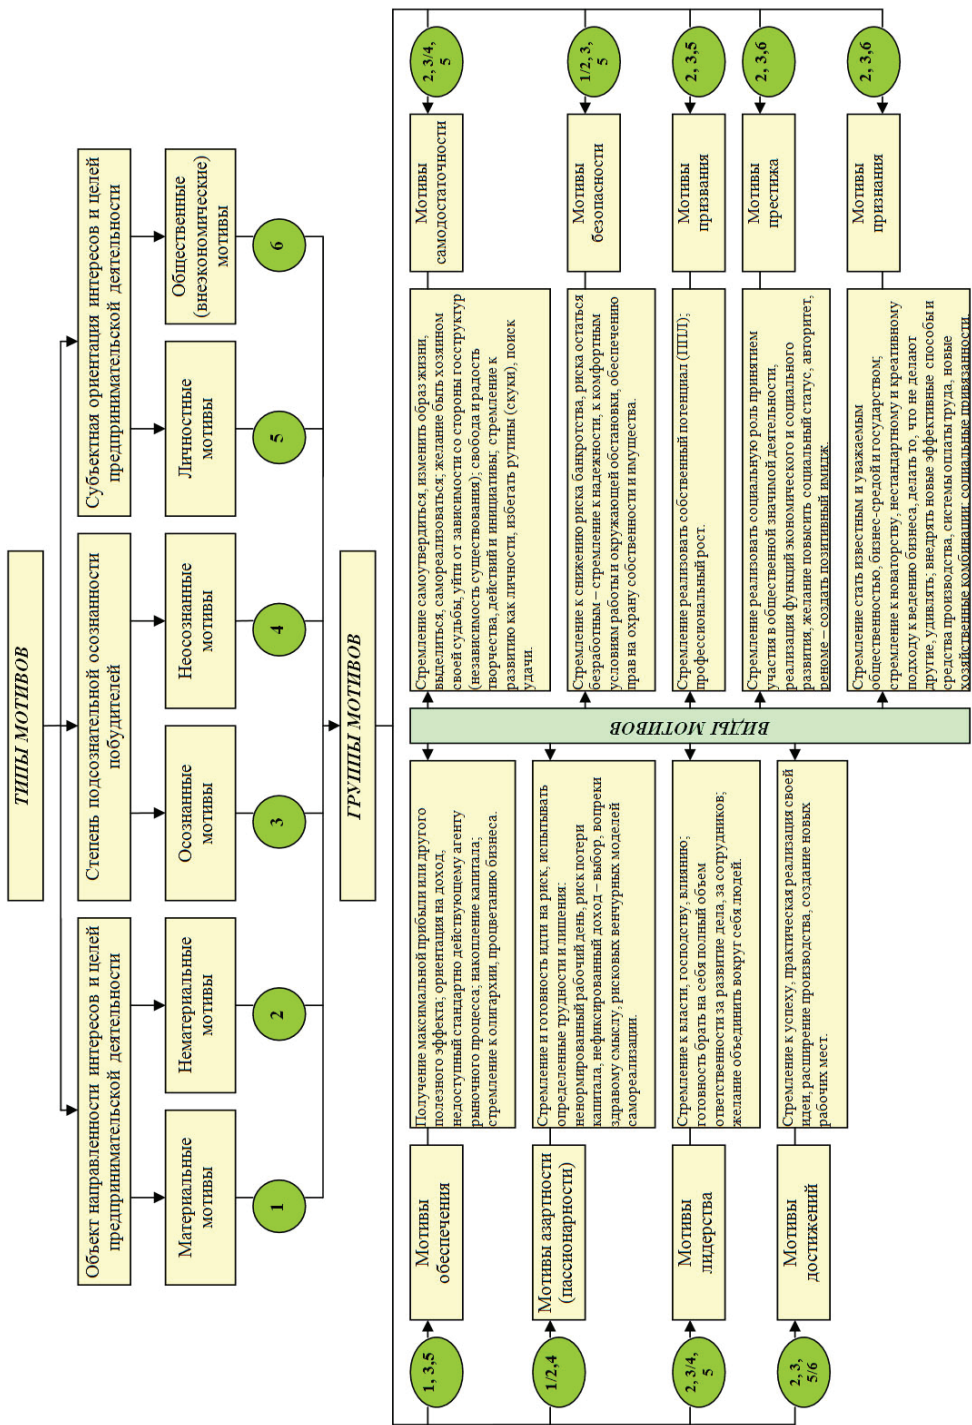 ТИПЫ МОТИВОВ
Объект направленности интересов и целей
предпринимательской деятельности
Степень подсознательной осознанности
побудителей
Субъектная ориентация интересов и целей
предпринимательской деятельности
Материальные
мотивы
Нематериальные
мотивы
Осознанные
мотивы
Неосознанные
мотивы
Личностные
мотивы
Общественные
(внеэкономические)
мотивы
1
2
3
4
5
6
ГРУППЫ МОТИВОВ
1, 3,5
Мотивы
обеспечения
Получение максимальной прибыли или другого
полезного эффекта; ориентация на доход,
недоступный стандартно действующему агенту
рыночного процесса; накопление капитала;
стремление к олигархии, процветанию бизнеса.
1/2,4
Мотивы азартности
(пассионарности)
Стремление и готовность идти на риск, испытывать
определенные трудности и лишения:
ненормированный рабочий день, риск потери
капитала, нефиксированный доход – выбор, вопреки
здравому смыслу, рисковых венчурных моделей
самореализации.
2, 3/4,
5
Мотивы
лидерства
Стремление к власти, господству, влиянию;
готовность брать на себя полный объем
ответственности за развитие дела, за сотрудников;
желание объединить вокруг себя людей.
2, 3,
5/6
Мотивы
достижений
Стремление к успеху, практическая реализация своей
идеи, расширение производства, создание новых
рабочих мест.
ВИДЫ МОТИВОВ
Стремление самоутвердиться, изменить образ жизни,
выделиться, самореализоваться; желание быть хозяином
своей судьбы, уйти от зависимости со стороны госструктур
(независимость существования); свобода и радость
творчества, действий и инициативы; стремление к
развитию как личности, избегать рутины (скуки), поиск
удачи.
Мотивы
самодостаточности
2, 3/4,
5
Стремление к снижению риска банкротства, риска остаться
безработным – стремление к надежности, к комфортным
условиям работы и окружающей обстановки, обеспечению
прав на охрану собственности и имущества.
Мотивы
безопасности
1/2, 3,
5
Стремление реализовать собственный потенциал (ППЛ);
профессиональный рост.
Мотивы
призвания
2, 3,5
Стремление реализовать социальную роль принятием
участия в общественной значимой деятельности,
реализация функций экономического и социального
развития, желание повысить социальный статус, авторитет,
реноме – создать позитивный имидж.
Мотивы
престижа
2, 3,6
Стремление стать известным и уважаемым
общественностью, бизнес-средой и государством;
стремление к новаторству, нестандартному и креативному
подходу к ведению бизнеса, делать то, что не делают
другие, удивлять; внедрять новые эффективные способы и
средства производства, системы оплаты труда, новые
хозяйственные комбинации; социальные привязанности.
Мотивы
признания
2, 3,6